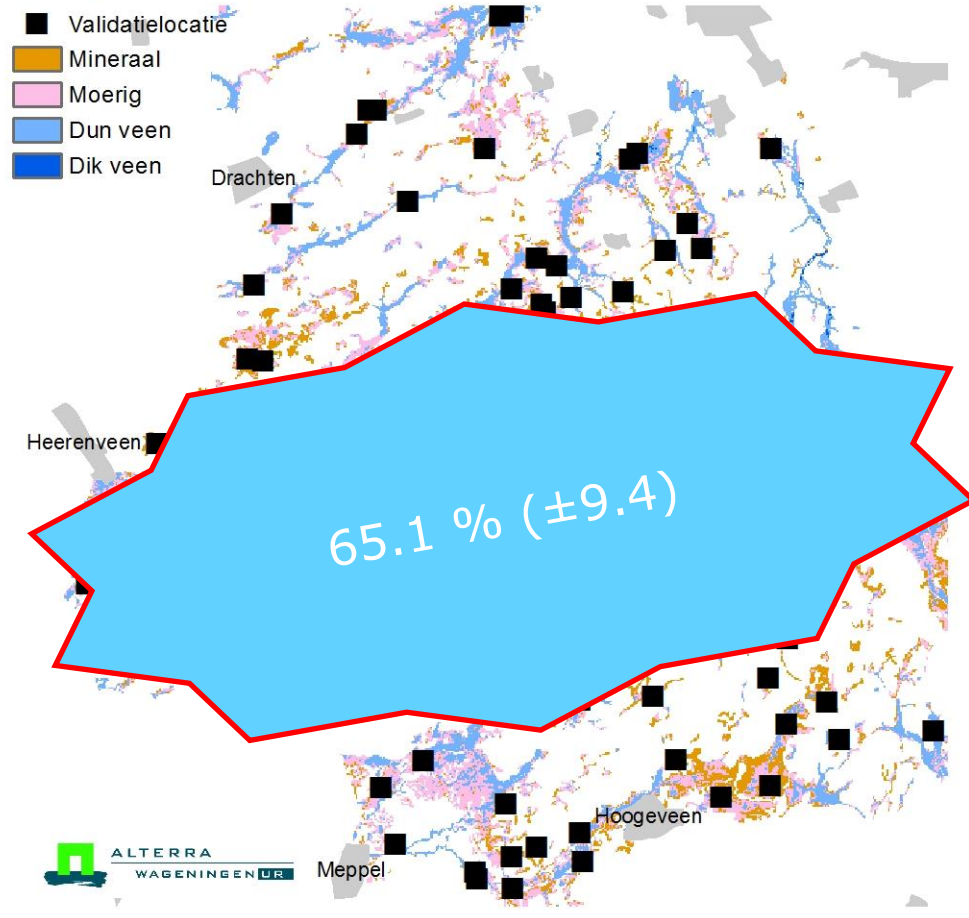 Validatielocatie
Mineraal
Moerig
Dun veen
Dik veen
Drachten
Heerenveen
65.1 % (±9.4)
Hoogeveen
Meppel
ALTERRA
WAGENINGEN UR